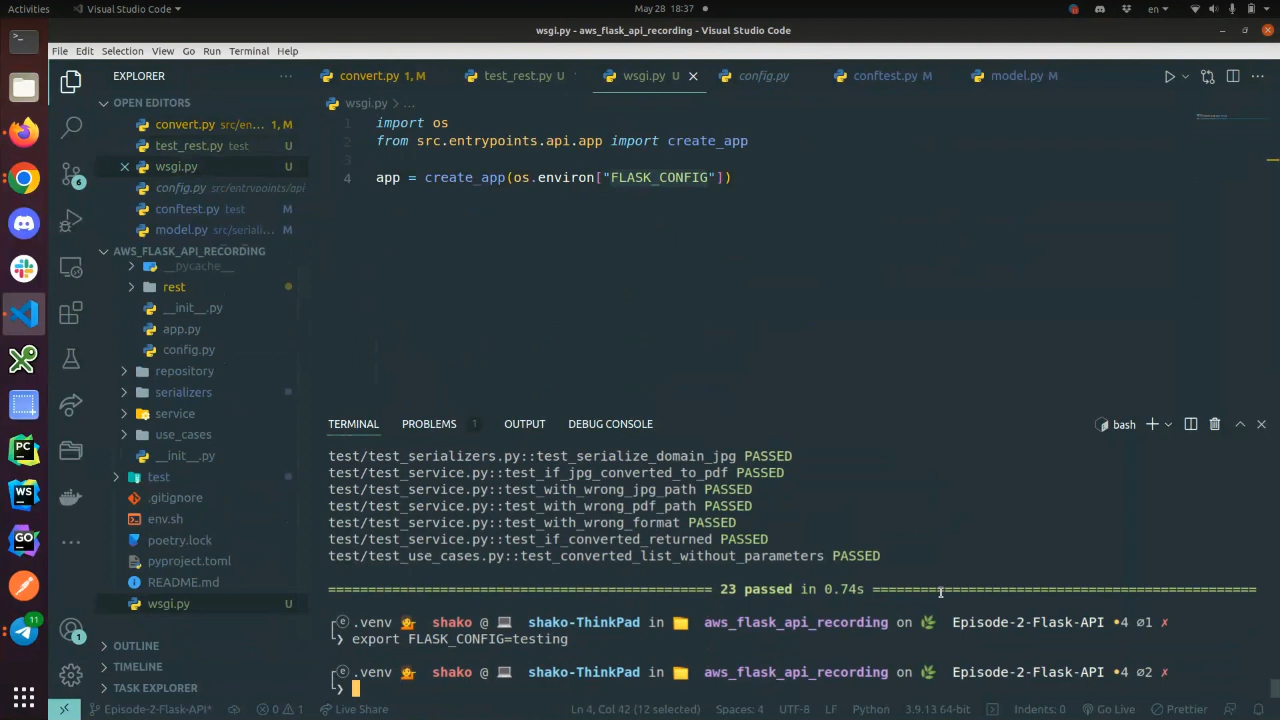 Activities
Visual Studio Code
May 28 18:37
en
wsgi.py - aws_flask_api_recording - Visual Studio Code
File Edit Selection View Go Run Terminal Help
EXPLORER
convert.py 1, M
test_rest.py U
wsgi.py U
config.py
conftest.py M
model.py M
OPEN EDITORS
convert.py src/en... 1, M
test_rest.py test U
wsgi.py U
config.py src/entrypoints/api
conftest.py test M
model.py src/seriali... M
AWS_FLASK_API_RECORDING
__pycache__
rest
__init__.py
app.py
config.py
repository
serializers
service
use_cases
__init__.py
test
.gitignore
env.sh
poetry.lock
pyproject.toml
README.md
wsgi.py U
OUTLINE
TIMELINE
TASK EXPLORER
wsgi.py > ...
1 import os
2 from src.entrypoints.api.app import create_app
3
4 app = create_app(os.environ["FLASK_CONFIG"])
TERMINAL PROBLEMS 1 OUTPUT DEBUG CONSOLE
bash
test/test_serializers.py::test_serialize_domain_jpg PASSED
test/test_service.py::test_if_jpg_converted_to_pdf PASSED
test/test_service.py::test_with_wrong_jpg_path PASSED
test/test_service.py::test_with_wrong_pdf_path PASSED
test/test_service.py::test_with_wrong_format PASSED
test/test_service.py::test_if_converted_returned PASSED
test/test_use_cases.py::test_converted_list_without_parameters PASSED
23 passed in 0.74s
.venv shako @ shako-ThinkPad in aws_flask_api_recording on Episode-2-Flask-API •4 ∅1 ✗
❯ export FLASK_CONFIG=testing
.venv shako @ shako-ThinkPad in aws_flask_api_recording on Episode-2-Flask-API •4 ∅2 ✗
❯
6
1
11
PC
WS
GO
Episode-2-Flask-API*
0 1
Live Share
Ln 4, Col 42 (12 selected)
Spaces: 4
UTF-8
LF
Python
3.9.13 64-bit
Indents: 0
Go Live
Prettier